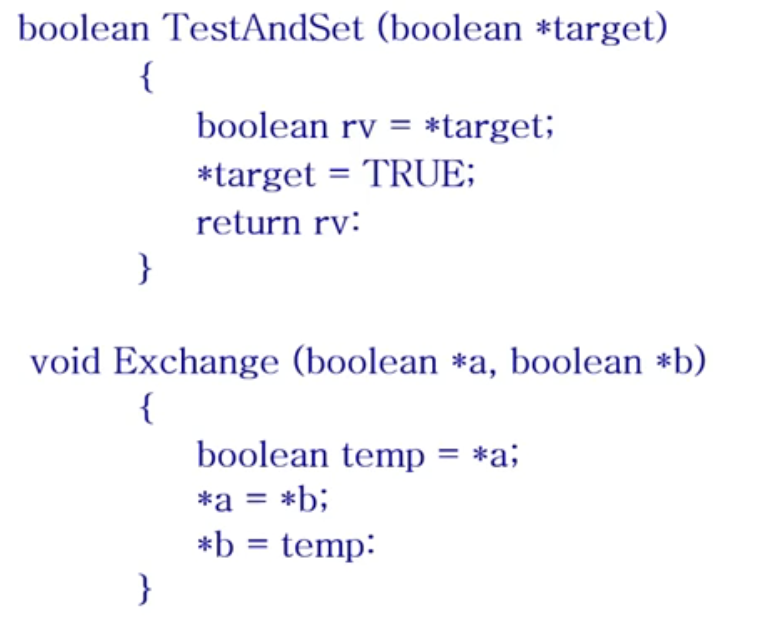 boolean TestAndSet (boolean *target)
{
boolean rv = *target;
*target = TRUE;
return rv:
}
void Exchange (boolean *a, boolean *b)
{
boolean temp = *a;
*a = *b;
*b = temp:
}